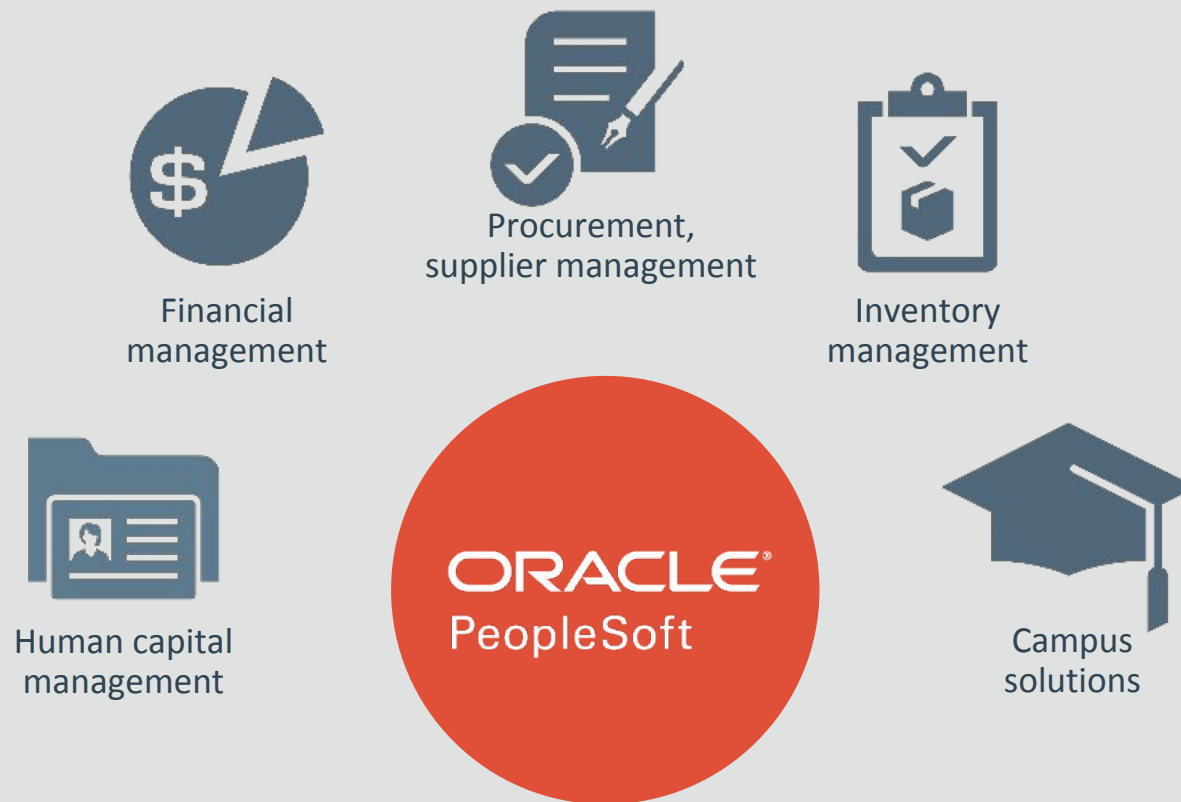 $
Procurement,
supplier management
Financial
management
Inventory
management
Human capital
management
ORACLE®
PeopleSoft
Campus
solutions